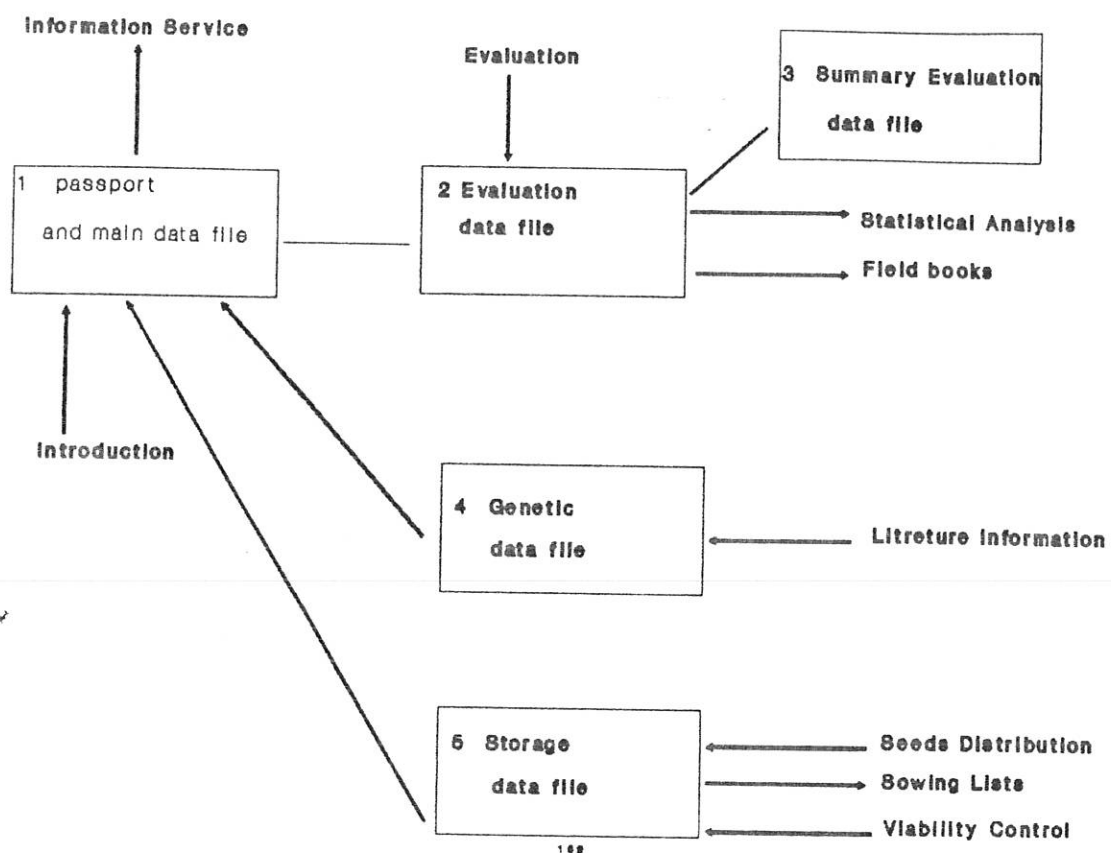 Information Service
Evaluation
3 Summary Evaluation
data file
1 passport
and main data file
2 Evaluation
data file
Statistical Analysis
Field books
Introduction
4 Genetic
data file
Litreture Information
5 Storage
data file
Seeds Distribution
Sowing Lists
Viability Control